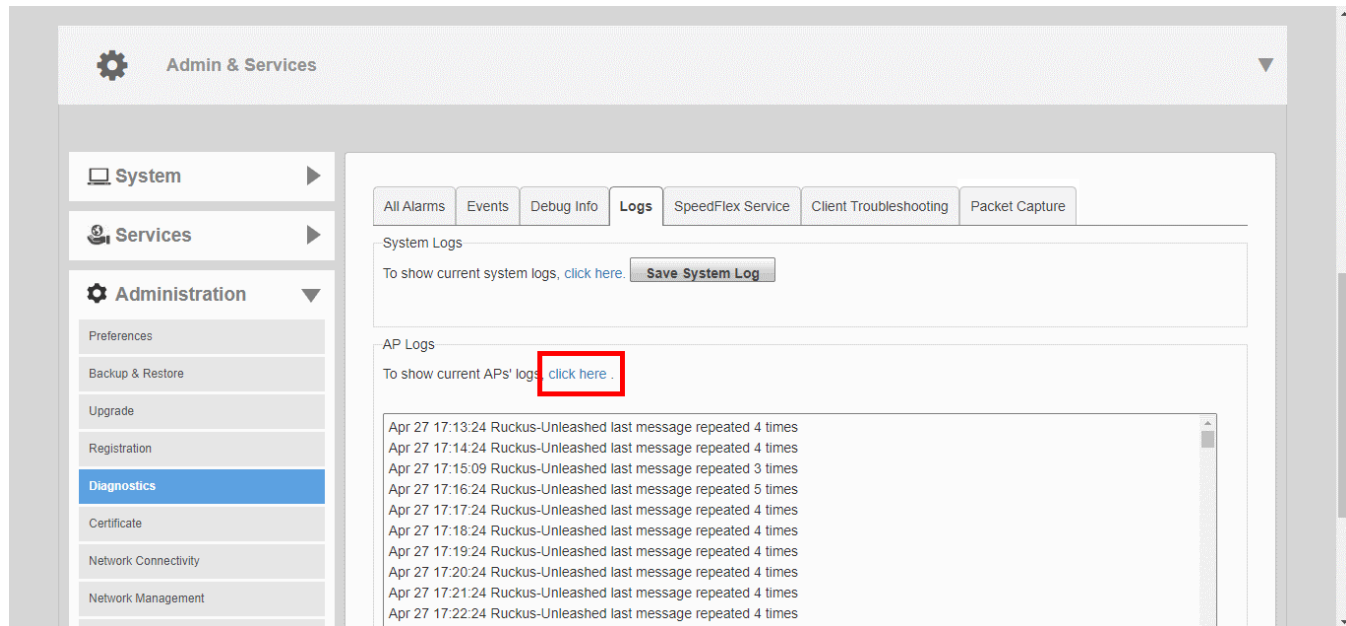 Admin & Services
System
Services
Administration
Preferences
Backup & Restore
Upgrade
Registration
Diagnostics
Certificate
Network Connectivity
Network Management
All Alarms Events Debug Info Logs SpeedFlex Service Client Troubleshooting Packet Capture
System Logs
To show current system logs, click here. Save System Log
AP Logs
To show current APs' logs, click here .
Apr 27 17:13:24 Ruckus-Unleashed last message repeated 4 times
Apr 27 17:14:24 Ruckus-Unleashed last message repeated 4 times
Apr 27 17:15:09 Ruckus-Unleashed last message repeated 3 times
Apr 27 17:16:24 Ruckus-Unleashed last message repeated 5 times
Apr 27 17:17:24 Ruckus-Unleashed last message repeated 4 times
Apr 27 17:18:24 Ruckus-Unleashed last message repeated 4 times
Apr 27 17:19:24 Ruckus-Unleashed last message repeated 4 times
Apr 27 17:20:24 Ruckus-Unleashed last message repeated 4 times
Apr 27 17:21:24 Ruckus-Unleashed last message repeated 4 times
Apr 27 17:22:24 Ruckus-Unleashed last message repeated 4 times